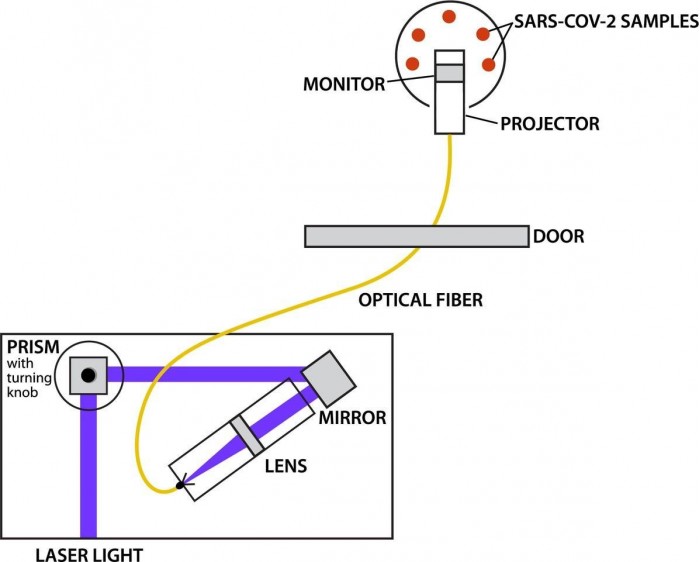 SARS-COV-2 SAMPLES
MONITOR
PROJECTOR
DOOR
OPTICAL FIBER
PRISM
with
turning
knob
MIRROR
LENS
LASER LIGHT